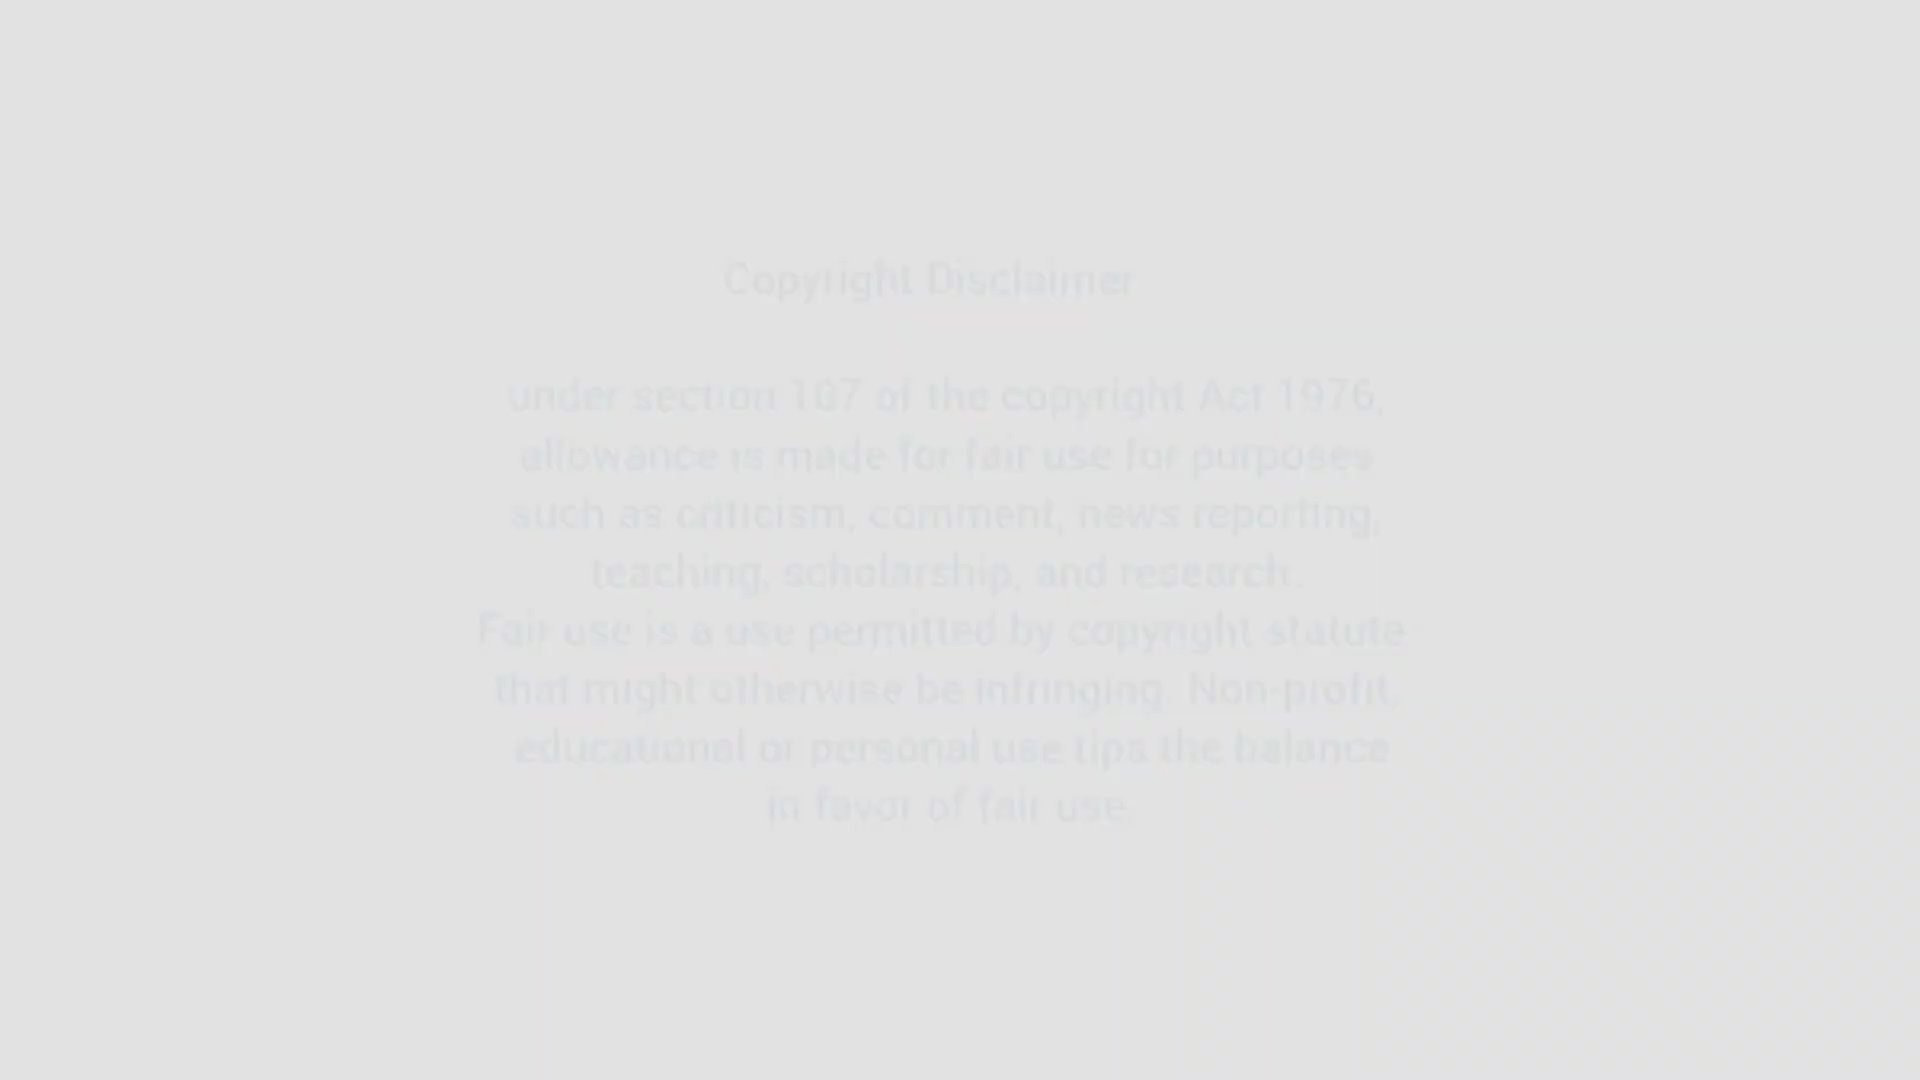 Copyright Disclaimer
under section 107 of the copyright Act 1976,
allowance is made for fair use for purposes
such as criticism, comment, news reporting,
teaching, scholarship, and research.
Fair use is a use permitted by copyright statute
that might otherwise be infringing. Non-profit,
educational or personal use tips the balance
in favor of fair use.